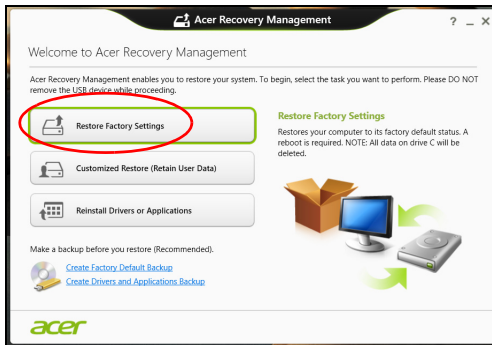 Acer Recovery Management
? _ X
Welcome to Acer Recovery Management
Acer Recovery Management enables you to restore your system. To begin, select the task you want to perform. Please DO NOT
remove the USB device while proceeding.
Restore Factory Settings
Customized Restore (Retain User Data)
Reinstall Drivers or Applications
Restore Factory Settings
Restores your computer to its factory default status. A
reboot is required. NOTE: All data on drive C will be
deleted.
Make a backup before you restore (Recommended).
Create Factory Default Backup
Create Drivers and Applications Backup
acer